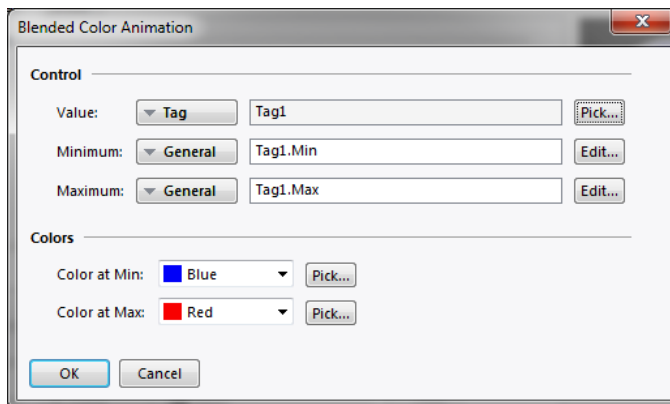 Blended Color Animation
Control
Value: Tag Tag1 Pick...
Minimum: General Tag1.Min Edit...
Maximum: General Tag1.Max Edit...
Colors
Color at Min: Blue Pick...
Color at Max: Red Pick...
OK Cancel